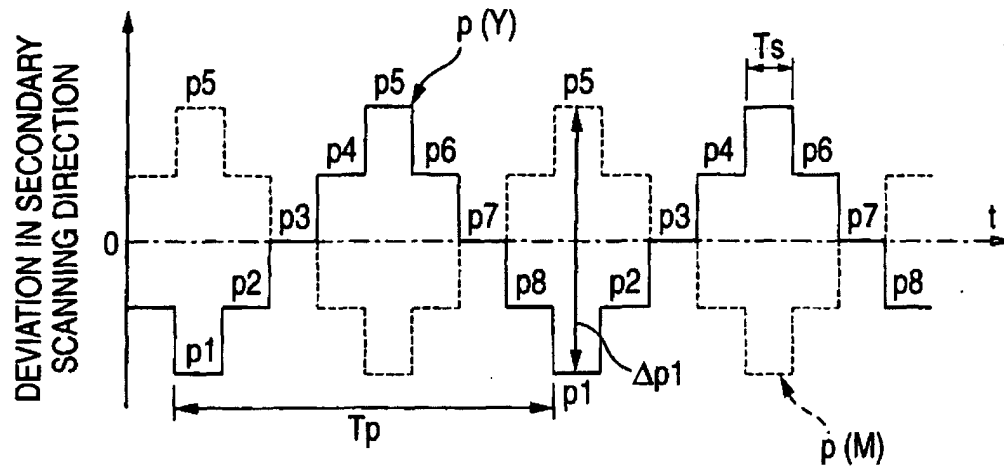 p (Y)
Ts
p5
p5
p5
p4
p6
p4
p6
DEVIATION IN SECONDARY
SCANNING DIRECTION
p3
p7
p3
p7
t
0
p2
p8
p2
p8
p1
p1
Δp1
Tp
p (M)